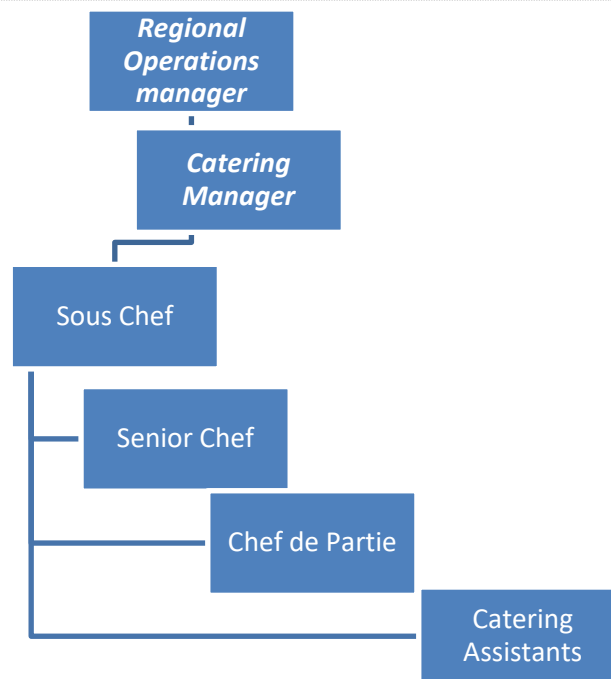 Regional
Operations
manager
Catering
Manager
Sous Chef
Senior Chef
Chef de Partie
Catering
Assistants